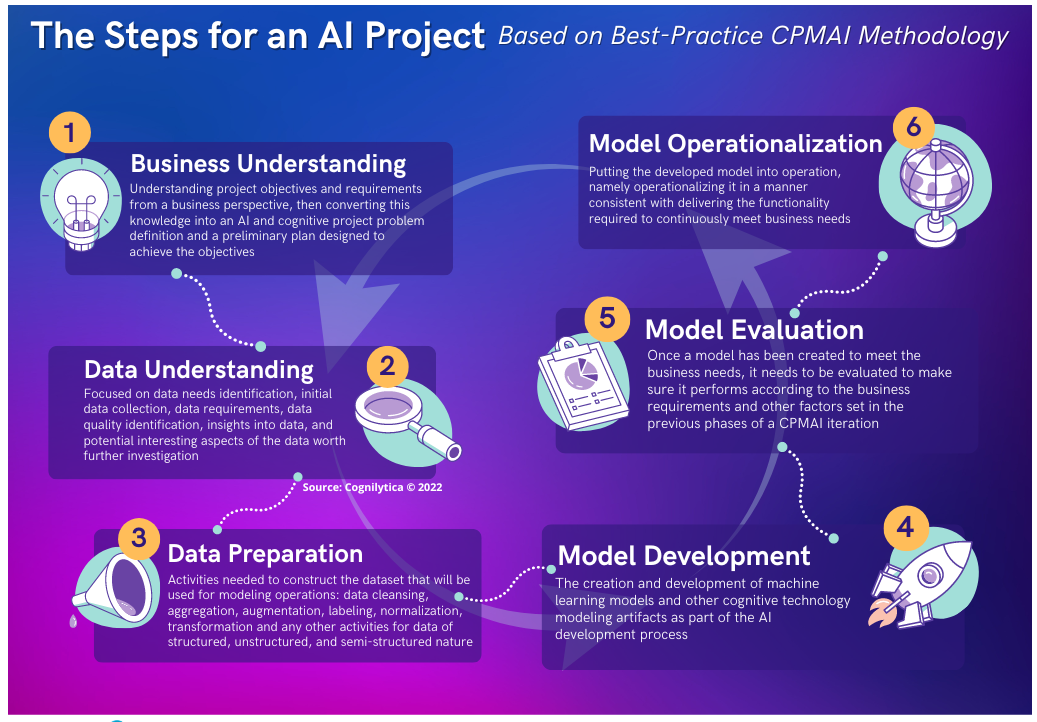 The Steps for an AI Project Based on Best-Practice CPMAI Methodology
1
Business Understanding
Understanding project objectives and requirements
from a business perspective, then converting this
knowledge into an AI and cognitive project problem
definition and a preliminary plan designed to
achieve the objectives
2
Data Understanding
Focused on data needs identification, initial
data collection, data requirements, data
quality identification, insights into data, and
potential interesting aspects of the data worth
further investigation
Source: Cognilytica © 2022
3
Data Preparation
Activities needed to construct the dataset that will be
used for modeling operations: data cleansing,
aggregation, augmentation, labeling, normalization,
transformation and any other activities for data of
structured, unstructured, and semi-structured nature
4
Model Development
The creation and development of machine
learning models and other cognitive technology
modeling artifacts as part of the AI
development process
5
Model Evaluation
Once a model has been created to meet the
business needs, it needs to be evaluated to make
sure it performs according to the business
requirements and other factors set in the
previous phases of a CPMAI iteration
6
Model Operationalization
Putting the developed model into operation,
namely operationalizing it in a manner
consistent with delivering the functionality
required to continuously meet business needs